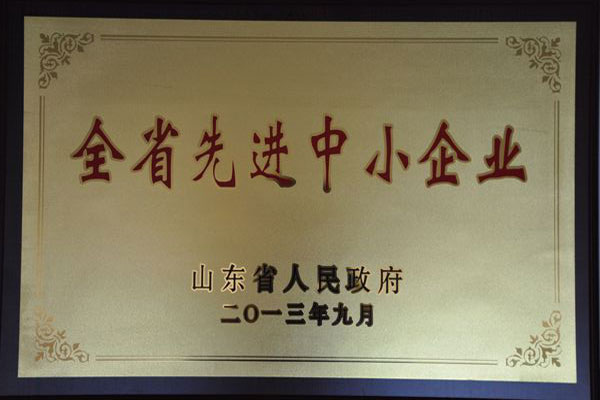 全省先进中小企业
山东省人民政府
二〇一三年九月